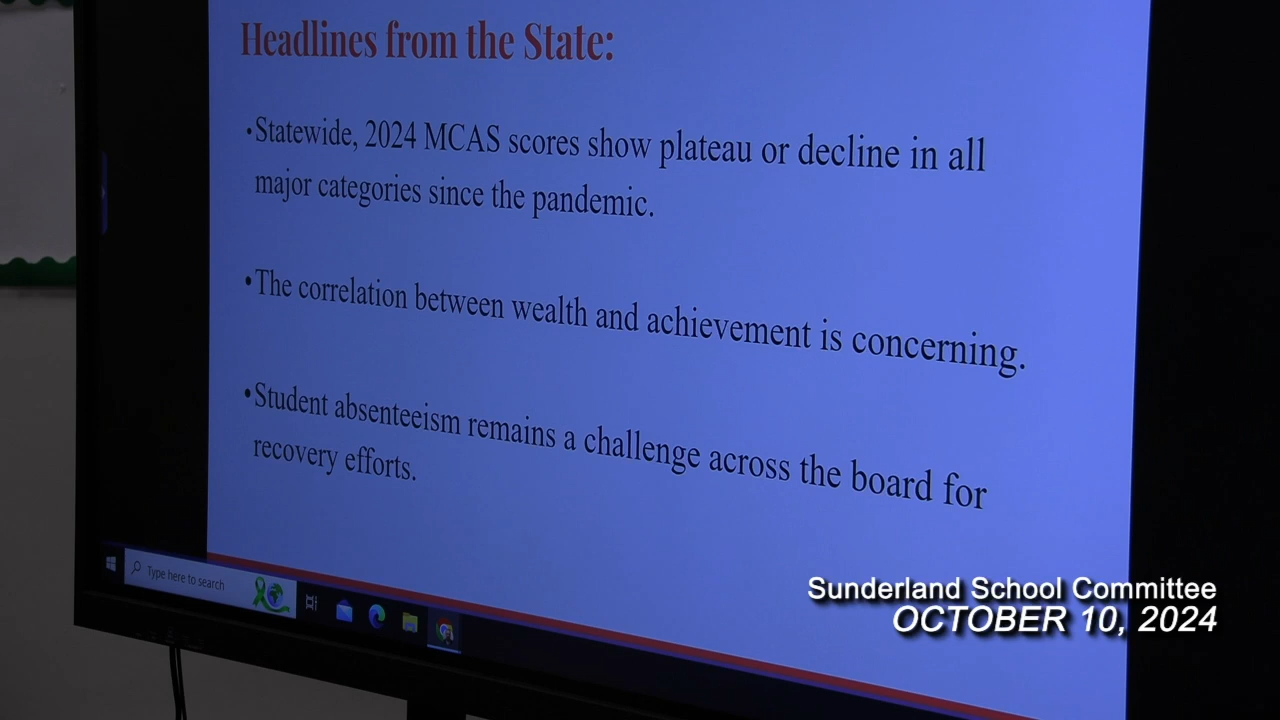 Headlines from the State:
•Statewide, 2024 MCAS scores show plateau or decline in all
major categories since the pandemic.
•The correlation between wealth and achievement is concerning.
•Student absenteeism remains a challenge across the board for
recovery efforts.
Type here to search
Sunderland School Committee
OCTOBER 10, 2024